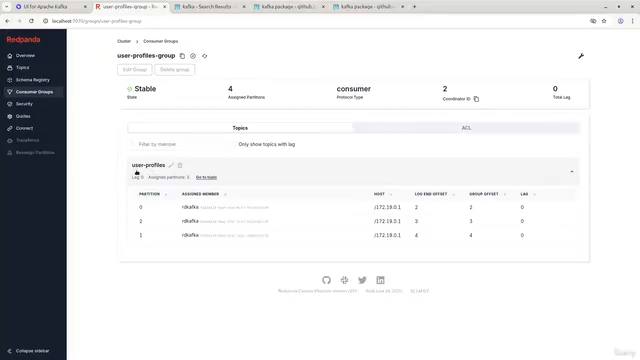 UI for Apache Kafka
user-profiles-group
kafka - Search Results
kafka package - github.
kafka package - github.
localhost:7070/groups/user-profiles-group
Redpanda
Cluster > Consumer Groups
Overview
user-profiles-group
Topics
Edit Group
Delete group
Schema Registry
Consumer Groups
Stable
4
consumer
2
0
State
Assigned Partitions
Protocol Type
Coordinator ID
Total Lag
Security
Quotas
Connect
Transforms
Reassign Partitions
Topics
ACL
Filter by member
Only show topics with lag
user-profiles
Lag: 0
Assigned partitions: 3
Go to topic
PARTITION
ASSIGNED MEMBER
HOST
LOG END OFFSET
GROUP OFFSET
LAG
0
rdkafka
/172.19.0.1
2
2
0
2
rdkafka
/172.19.0.1
3
3
0
1
rdkafka
/172.19.0.1
4
4
0
Collapse sidebar